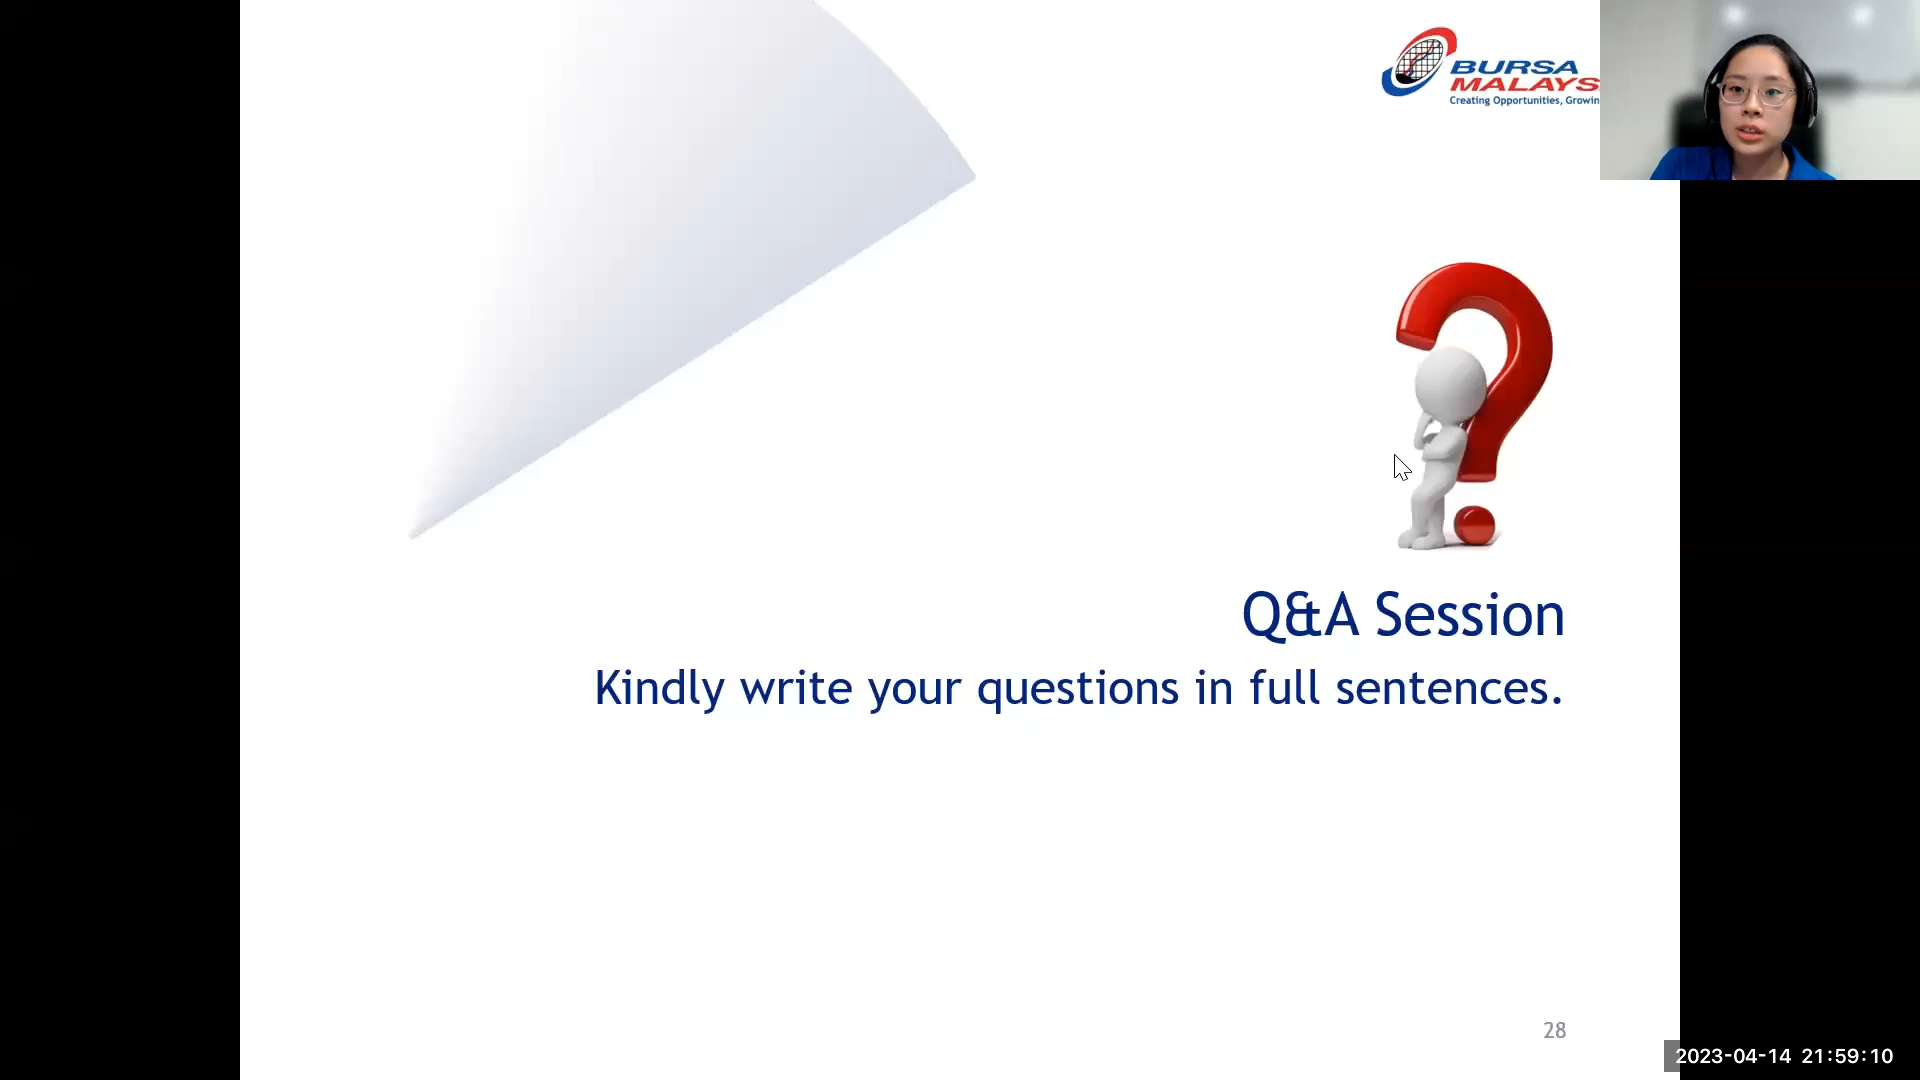 BURSA
MALAYS
Creating Opportunities, Growin
?
Q&A Session
Kindly write your questions in full sentences.
28
2023-04-14 21:59:10